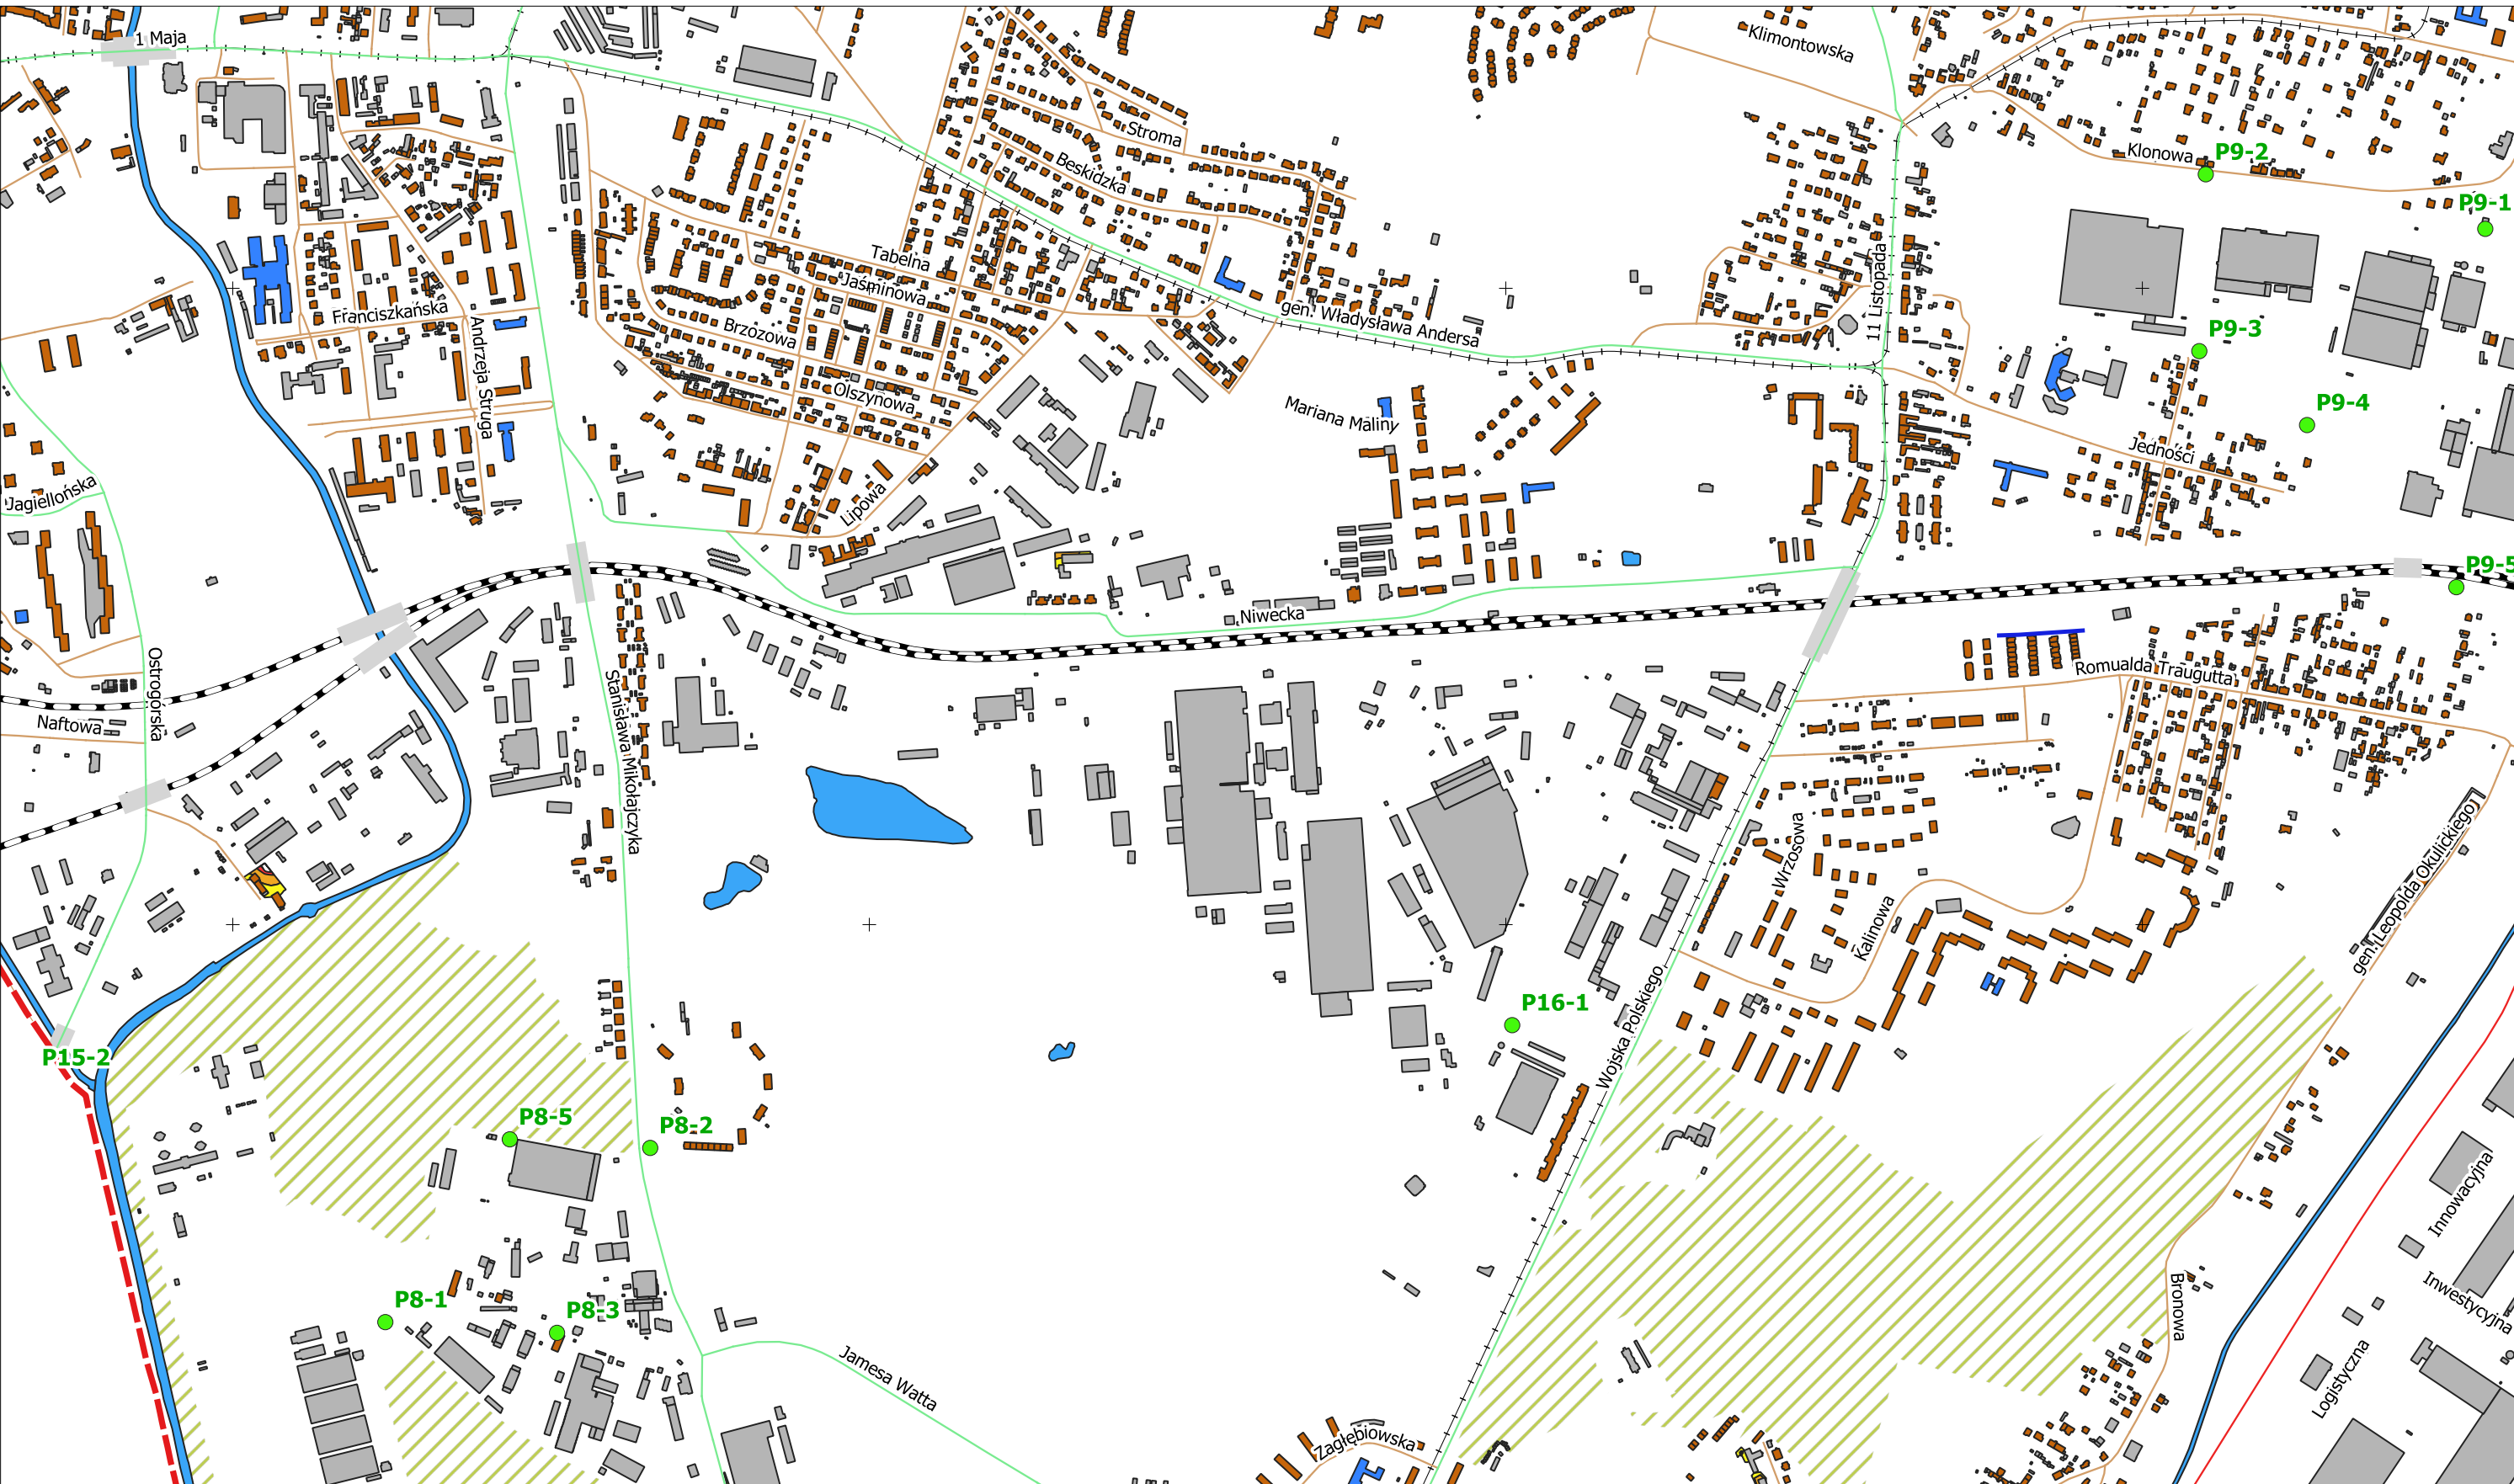 1 Maja
Klimontowska
Stroma
Beskidzka
Klonowa
P9-2
P9-1
Tabelna
Jaśminowa
Franciszkańska
Andrzeja Struga
Brzozowa
gen. Władysława Andersa
11 Listopada
P9-3
Olszynowa
Mariana Maliny
P9-4
Jedności
Jagiellońska
Lipowa
P9-5
Niwecka
Ostrogórska
Naftowa
Stanisława Mikołajczyka
Romualda Traugutta
Wrzosowa
Kalinowa
gen. Leopolda Okulickiego
P16-1
Wojska Polskiego
P15-2
P8-5
P8-2
Innowacyjna
Inwestycyjna
Bronowa
P8-1
P8-3
Jamesa Watta
Logistyczna
Zagłębiowska